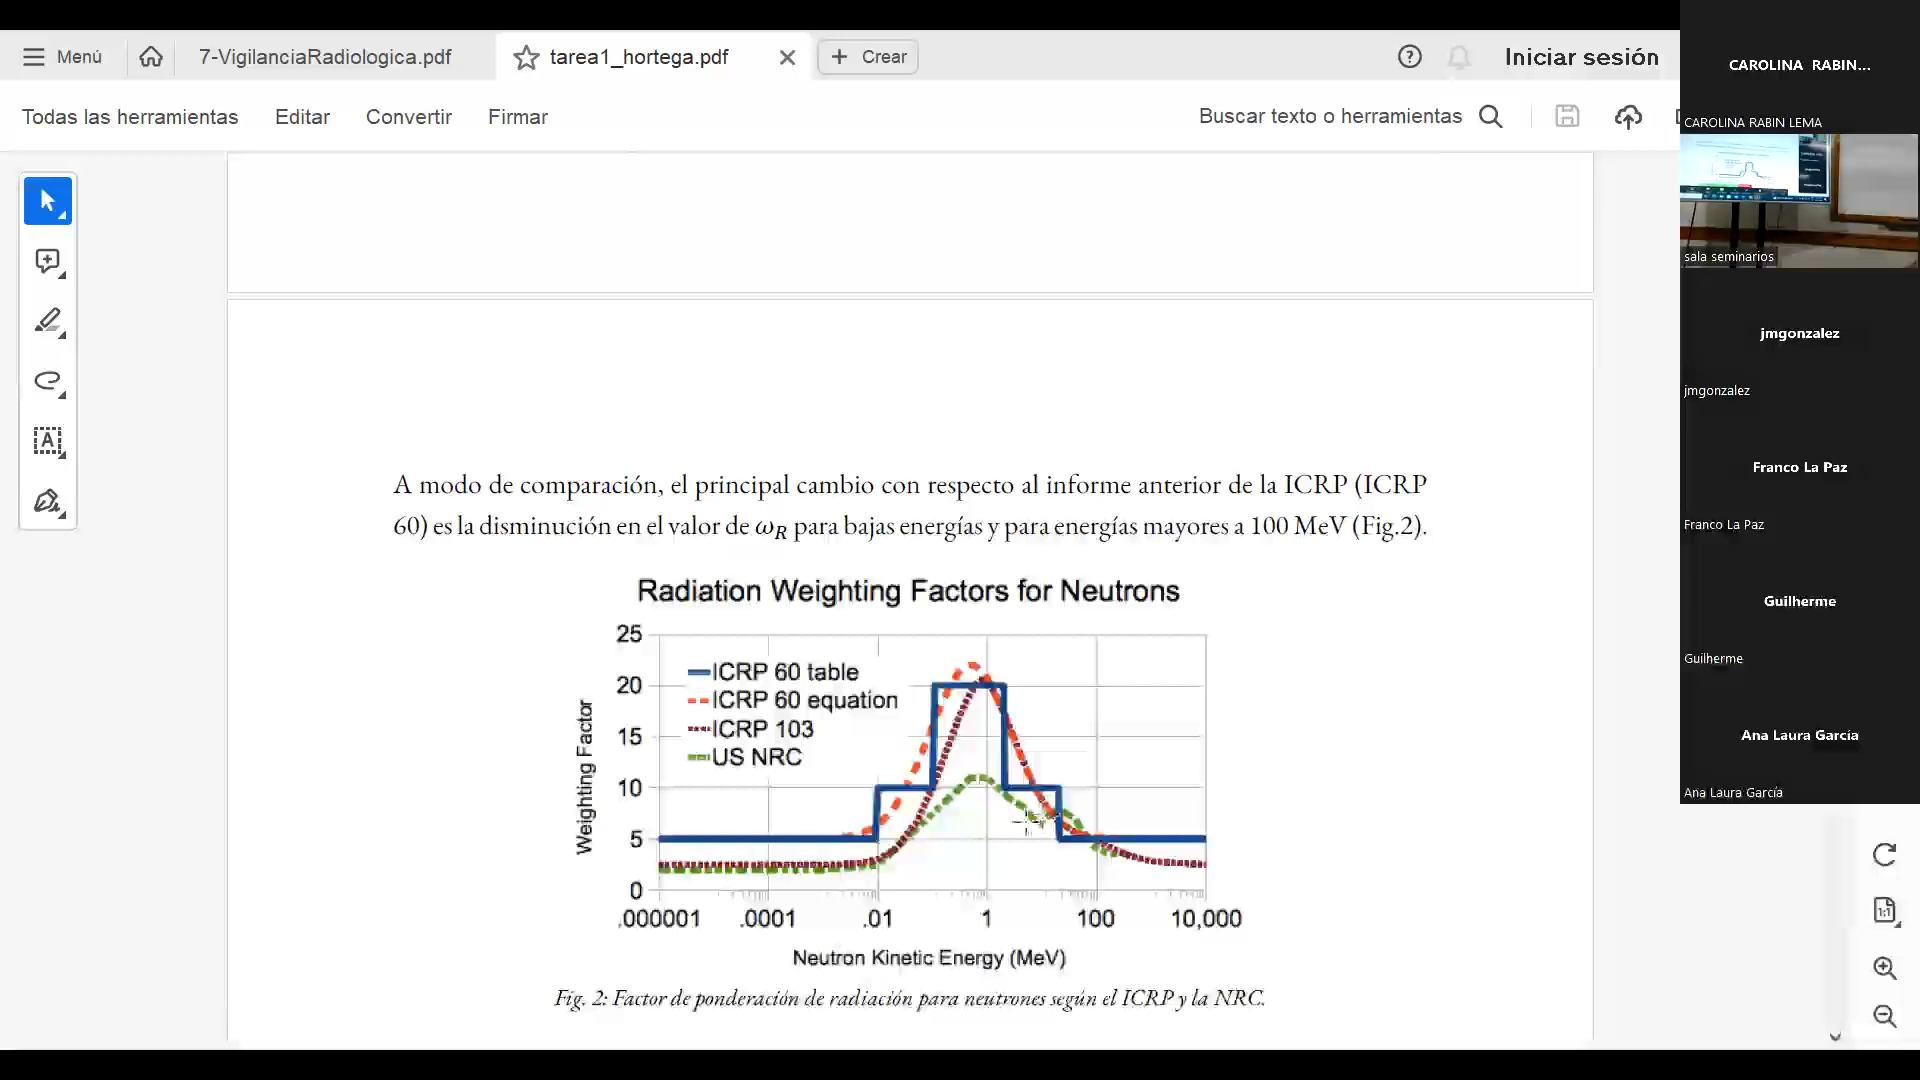 Menú
7-VigilanciaRadiologica.pdf
tarea1_hortega.pdf
Crear
Iniciar sesión
Todas las herramientas
Editar
Convertir
Firmar
Buscar texto o herramientas
A modo de comparación, el principal cambio con respecto al informe anterior de la ICRP (ICRP
60) es la disminución en el valor de ωR para bajas energías y para energías mayores a 100 MeV (Fig.2).
Radiation Weighting Factors for Neutrons
25
20
15
10
5
0
Weighting Factor
ICRP 60 table
ICRP 60 equation
ICRP 103
US NRC
.000001
.0001
.01
1
100
10,000
Neutron Kinetic Energy (MeV)
Fig. 2: Factor de ponderación de radiación para neutrones según el ICRP y la NRC.
CAROLINA RABIN...
CAROLINA RABIN LEMA
sala seminarios
jmgonzalez
jmgonzalez
Franco La Paz
Franco La Paz
Guilherme
Guilherme
Ana Laura García
Ana Laura García
1:1